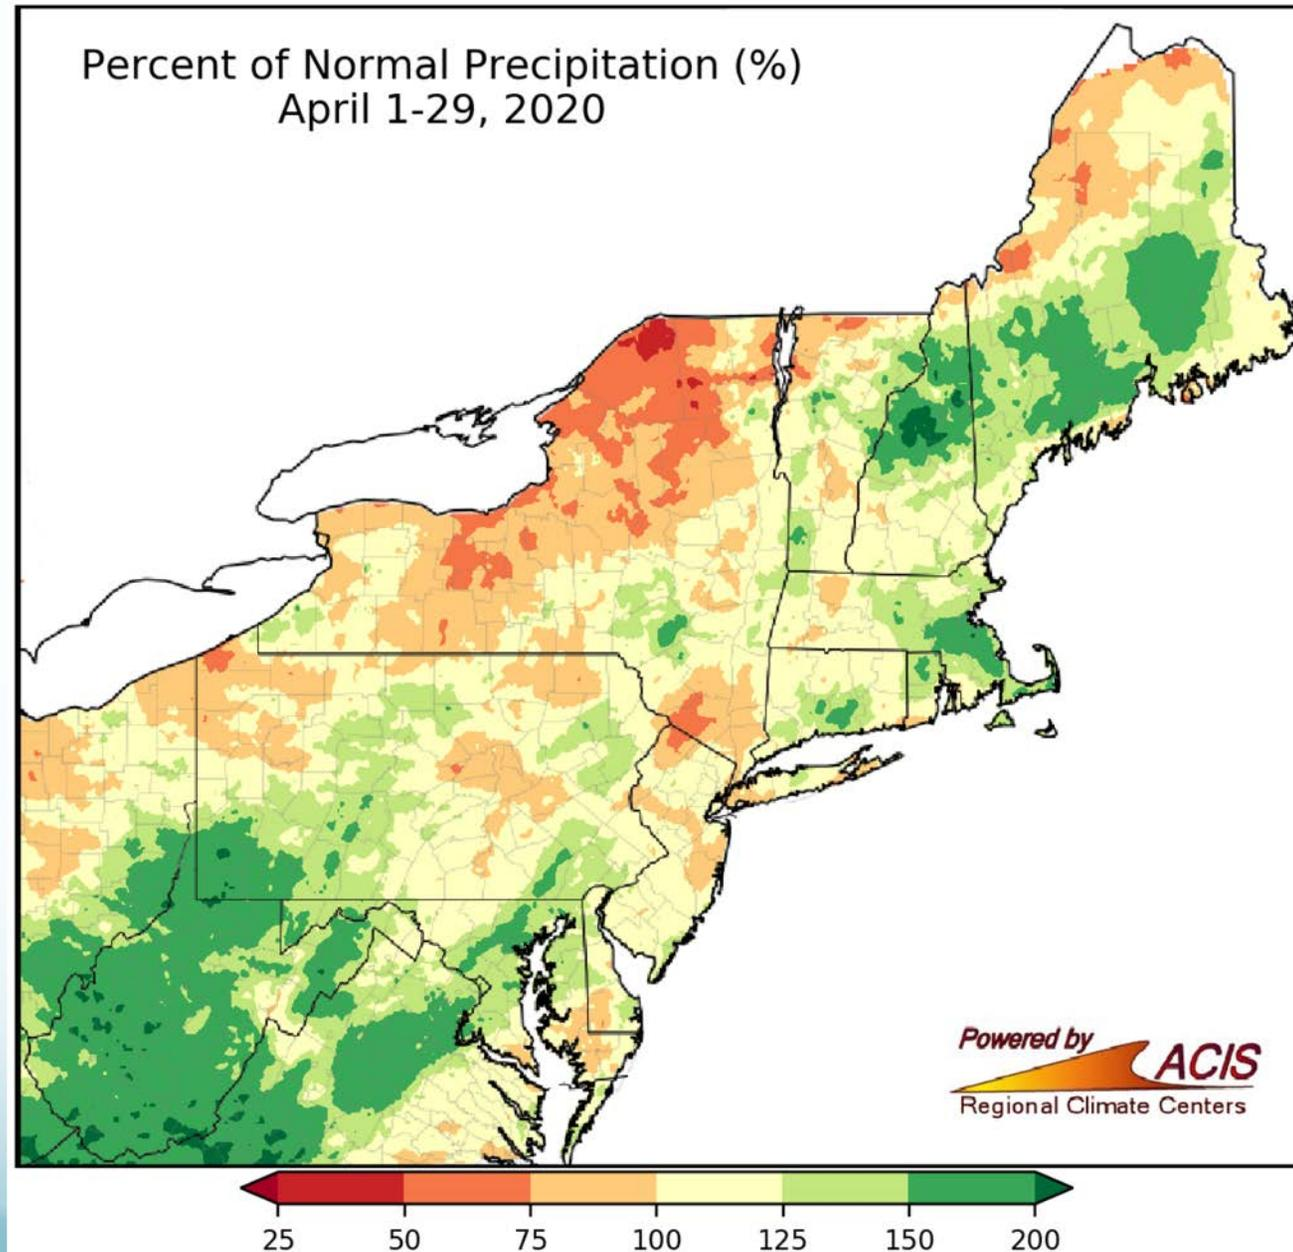 Percent of Normal Precipitation (%)
April 1-29, 2020
Powered by
ACIS
Regional Climate Centers
25 50 75 100 125 150 200